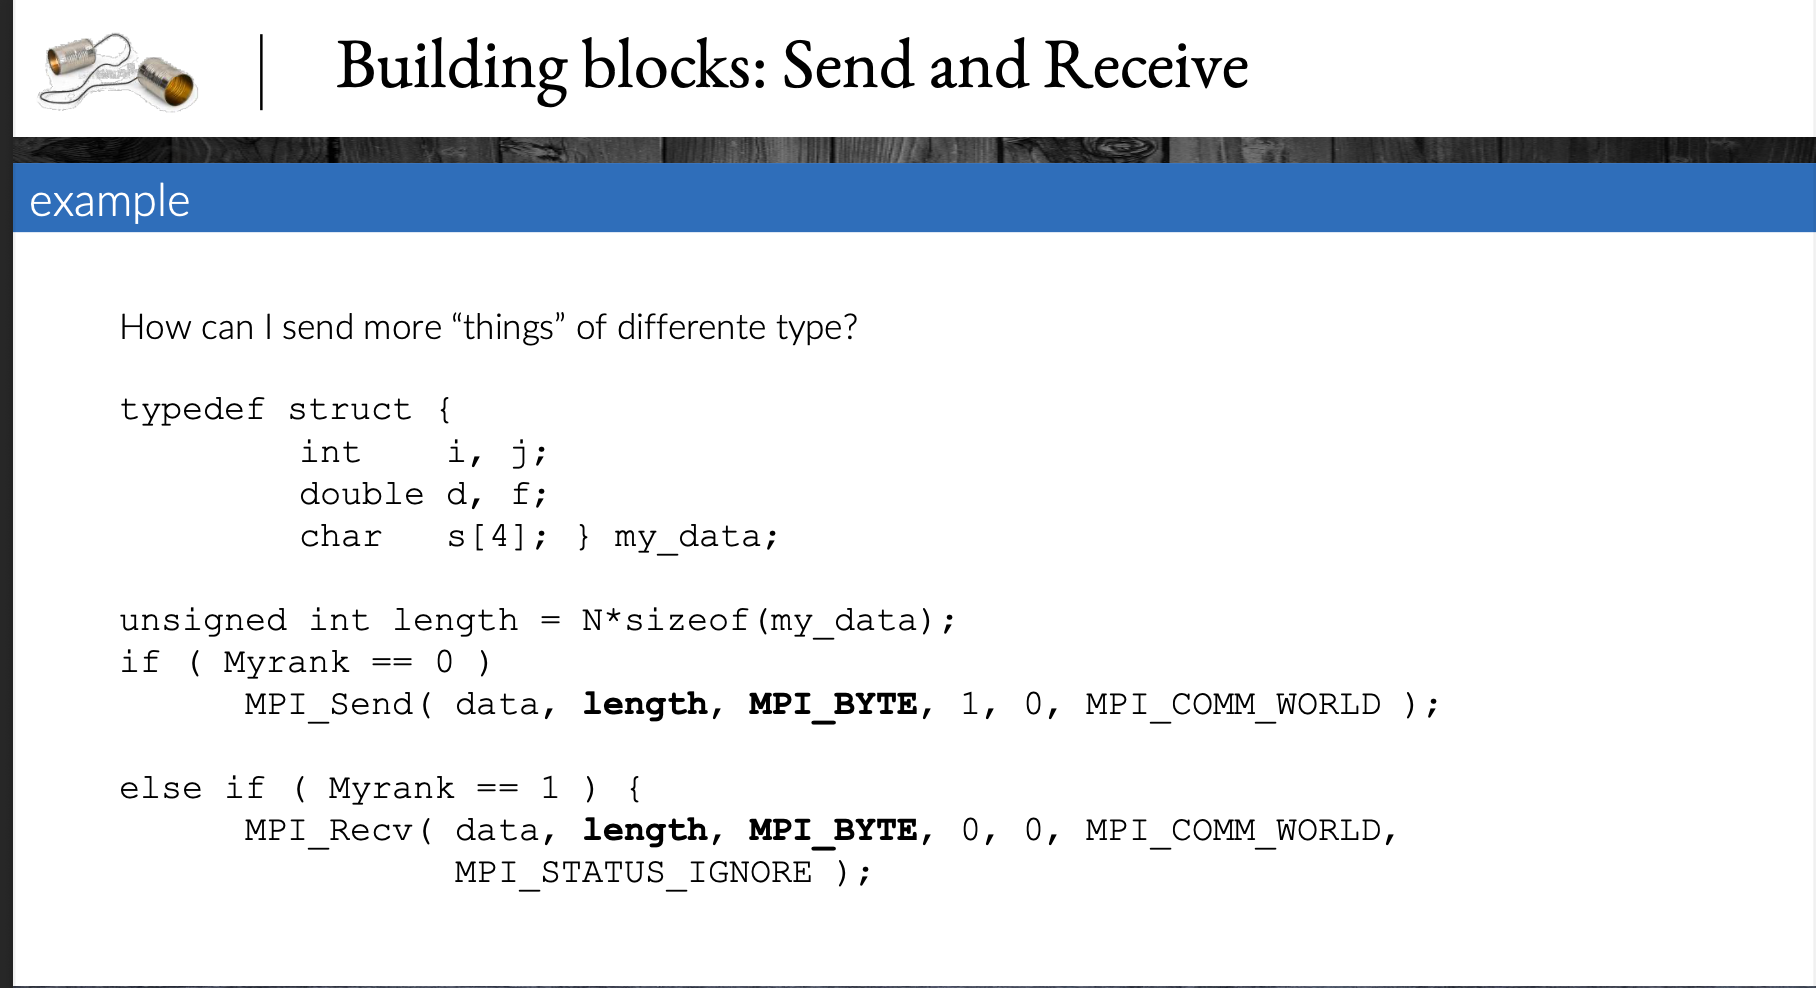 Building blocks: Send and Receive
example
How can I send more “things” of differente type?
typedef struct {
int i, j;
double d, f;
char s[4]; } my_data;
unsigned int length = N*sizeof(my_data);
if ( Myrank == 0 )
MPI_Send( data, length, MPI_BYTE, 1, 0, MPI_COMM_WORLD );
else if ( Myrank == 1 ) {
MPI_Recv( data, length, MPI_BYTE, 0, 0, MPI_COMM_WORLD,
MPI_STATUS_IGNORE );